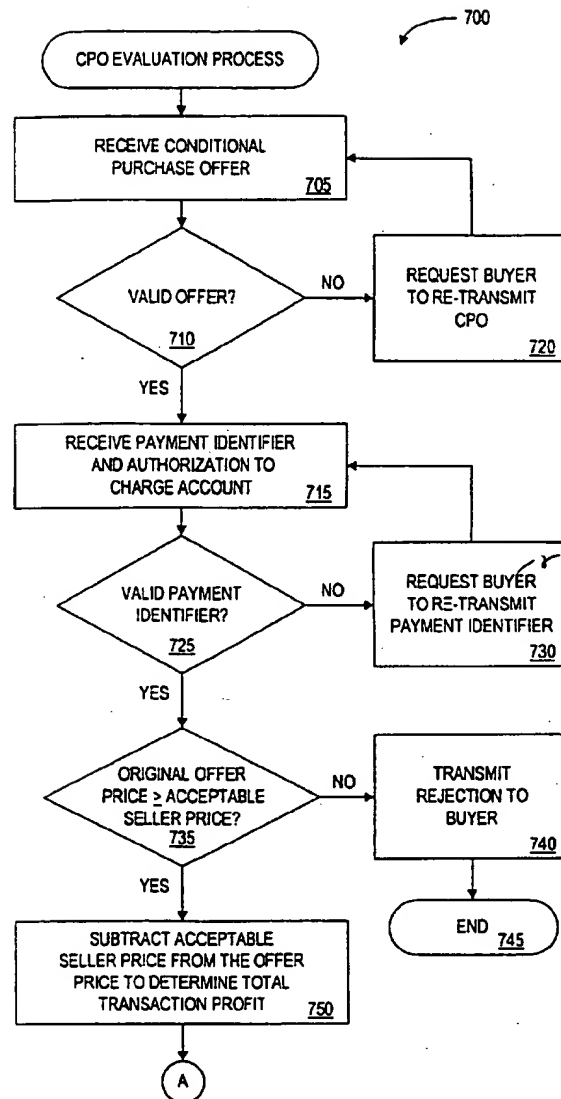 700
CPO EVALUATION PROCESS
RECEIVE CONDITIONAL
PURCHASE OFFER
705
VALID OFFER?
710
NO
REQUEST BUYER
TO RE-TRANSMIT
CPO
720
YES
RECEIVE PAYMENT IDENTIFIER
AND AUTHORIZATION TO
CHARGE ACCOUNT
715
VALID PAYMENT
IDENTIFIER?
725
NO
REQUEST BUYER
TO RE-TRANSMIT
PAYMENT IDENTIFIER
730
YES
ORIGINAL OFFER
PRICE ≥ ACCEPTABLE
SELLER PRICE?
735
NO
TRANSMIT
REJECTION TO
BUYER
740
END
745
YES
SUBTRACT ACCEPTABLE
SELLER PRICE FROM THE OFFER
PRICE TO DETERMINE TOTAL
TRANSACTION PROFIT
750
A